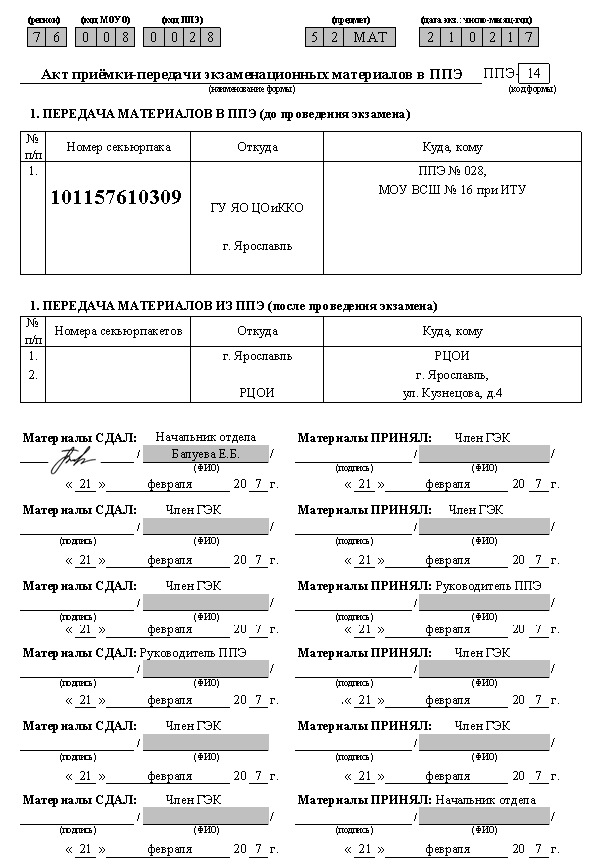 (регион) (код МОУО) (код ППЭ) (предмет) (дата экз.: число-месяц-год)
7 6 0 0 8 0 0 2 8 5 2 МАТ 2 1 0 2 1 7
Акт приёмки-передачи экзаменационных материалов в ППЭ ППЭ- 14
(наименование формы) (код формы)
1. ПЕРЕДАЧА МАТЕРИАЛОВ В ППЭ (до проведения экзамена)
№ п/п Номер секьюрпака Откуда Куда, кому
1. ППЭ № 028,
101157610309 МОУ ВСШ № 16 при ИТУ
ГУ ЯО ЦОиККО
г. Ярославль
1. ПЕРЕДАЧА МАТЕРИАЛОВ ИЗ ППЭ (после проведения экзамена)
№ п/п Номера секьюрпакетов Откуда Куда, кому
1. г. Ярославль РЦОИ
2. г. Ярославль,
РЦОИ ул. Кузнецова, д.4
Материалы СДАЛ: Начальник отдела Материалы ПРИНЯЛ: Член ГЭК
/ Балуева Е.Б. / /  /
(ФИО) (подпись) (ФИО)
« 21 » февраля 20 7 г. « 21 » февраля 20 7 г.
Материалы СДАЛ: Член ГЭК Материалы ПРИНЯЛ: Член ГЭК
/ /
(подпись) (ФИО) (подпись) (ФИО)
« 21 » февраля 20 7 г. « 21 » февраля 20 7 г.
Материалы СДАЛ: Член ГЭК Материалы ПРИНЯЛ: Руководитель ППЭ
/ / / /
(подпись) (ФИО) (подпись) (ФИО)
« 21 » февраля 20 7 г. « 21 » февраля 20 7 г.
Материалы СДАЛ: Руководитель ППЭ Материалы ПРИНЯЛ: Член ГЭК
/ / / /
(подпись) (ФИО) (подпись) (ФИО)
« 21 » февраля 20 7 г. .« 21 » февраля 20 7 г.
Материалы СДАЛ: Член ГЭК Материалы ПРИНЯЛ: Член ГЭК
/ / /
(подпись) (ФИО) (подпись) (ФИО)
« 21 » февраля 20 7 г. « 21 » февраля 20 7 г.
Материалы СДАЛ: Член ГЭК Материалы ПРИНЯЛ: Начальник отдела
/ / / /
(подпись) (ФИО) (подпись) (ФИО)
« 21 » февраля 20 7 г. « 21 » февраля 20 7 г.